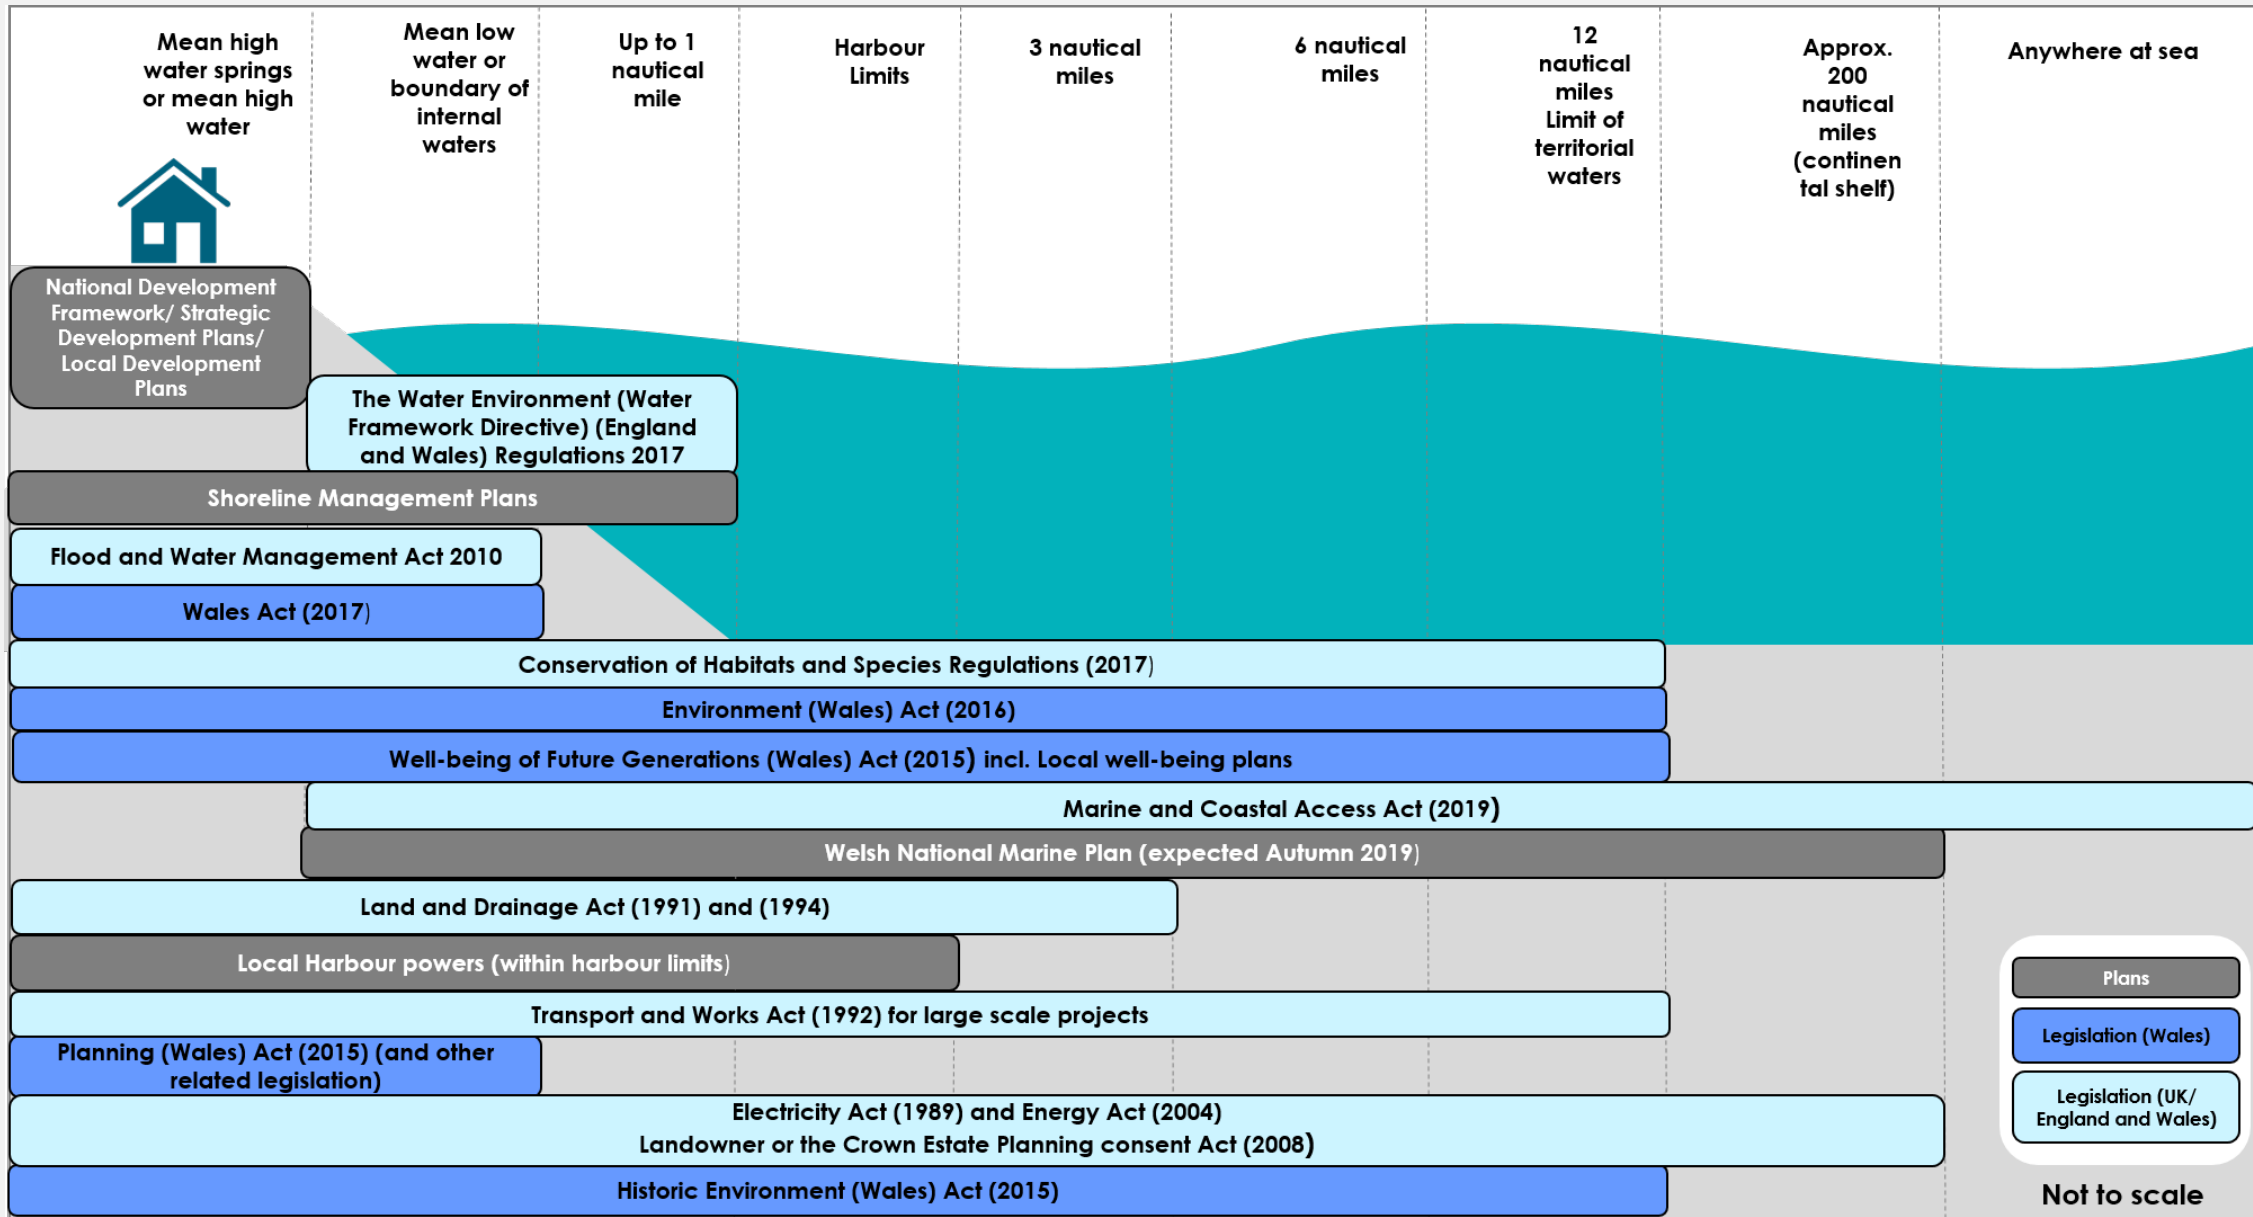 Mean high
water springs
or mean high
water
Mean low
water or
boundary of
internal
waters
Up to 1
nautical
mile
Harbour
Limits
3 nautical
miles
6 nautical
miles
12
nautical
miles
Limit of
territorial
waters
Approx.
200
nautical
miles
(continen
tal shelf)
Anywhere at sea
National Development
Framework/ Strategic
Development Plans/
Local Development
Plans
The Water Environment (Water
Framework Directive) (England
and Wales) Regulations 2017
Shoreline Management Plans
Flood and Water Management Act 2010
Wales Act (2017)
Conservation of Habitats and Species Regulations (2017)
Environment (Wales) Act (2016)
Well-being of Future Generations (Wales) Act (2015) incl. Local well-being plans
Marine and Coastal Access Act (2019)
Welsh National Marine Plan (expected Autumn 2019)
Land and Drainage Act (1991) and (1994)
Local Harbour powers (within harbour limits)
Transport and Works Act (1992) for large scale projects
Planning (Wales) Act (2015) (and other
related legislation)
Electricity Act (1989) and Energy Act (2004)
Landowner or the Crown Estate Planning consent Act (2008)
Historic Environment (Wales) Act (2015)
Plans
Legislation (Wales)
Legislation (UK/
England and Wales)
Not to scale